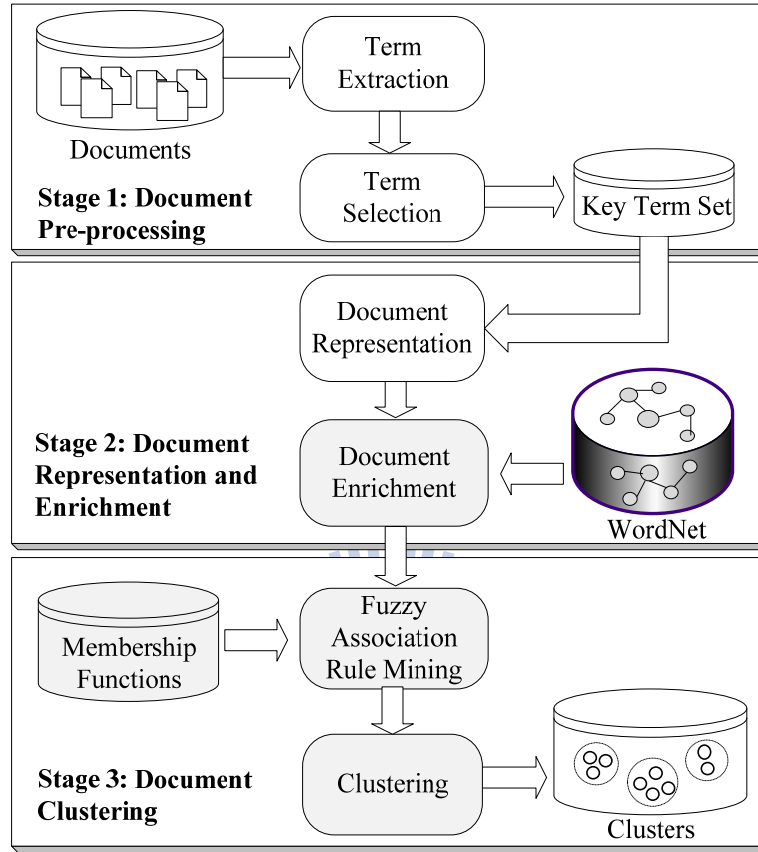 Term
Extraction
Documents
Term
Selection
Key Term Set
Stage 1: Document
Pre-processing
Document
Representation
Stage 2: Document
Representation and
Enrichment
Document
Enrichment
WordNet
Membership
Functions
Fuzzy
Association
Rule Mining
Stage 3: Document
Clustering
Clustering
Clusters